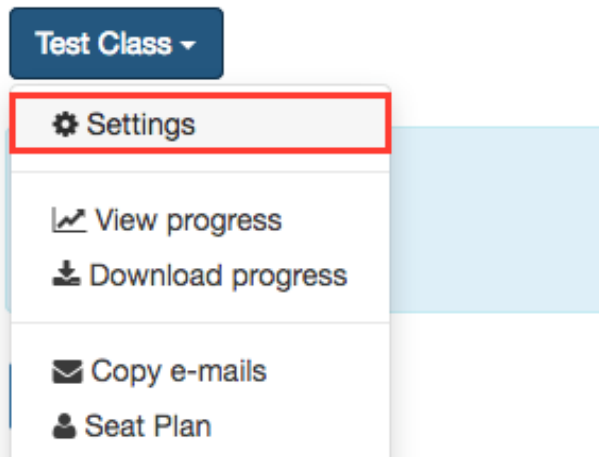 Test Class
Settings
View progress
Download progress
Copy e-mails
Seat Plan